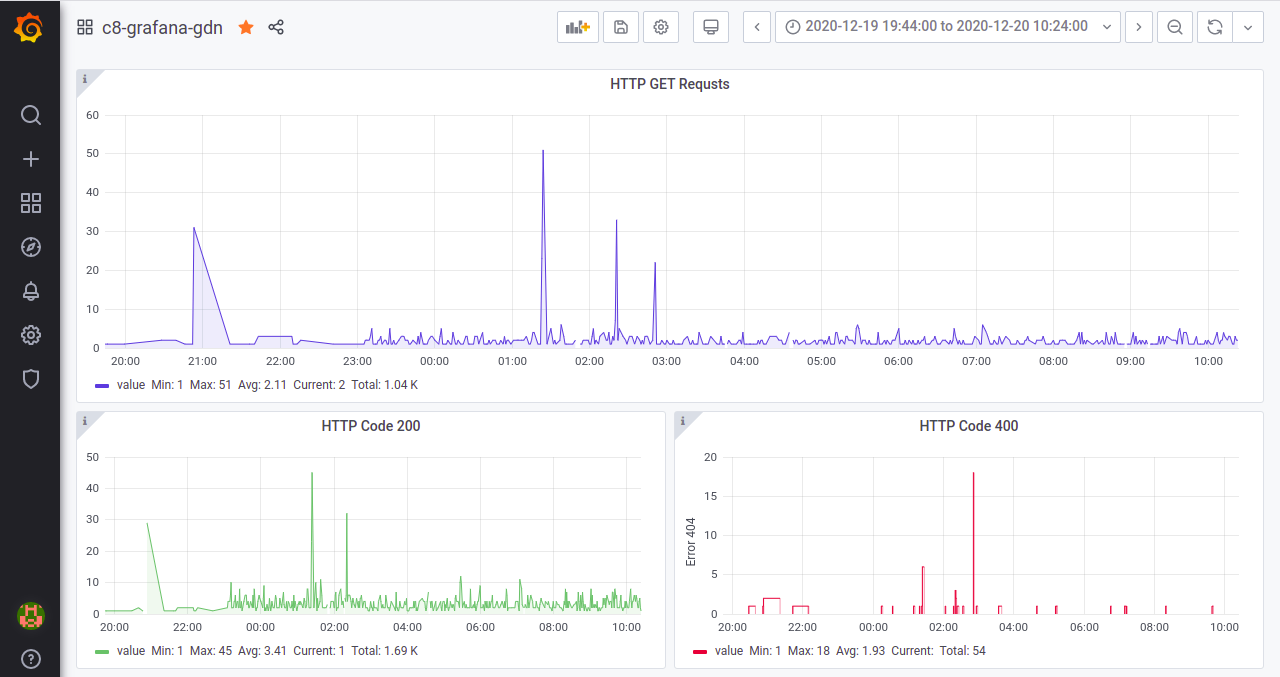 c8-grafana-gdn
2020-12-19 19:44:00 to 2020-12-20 10:24:00
i
HTTP GET Requsts
60
50
40
30
20
10
0
20:00 21:00 22:00 23:00 00:00 01:00 02:00 03:00 04:00 05:00 06:00 07:00 08:00 09:00 10:00
value Min: 1 Max: 51 Avg: 2.11 Current: 2 Total: 1.04 K
i
HTTP Code 200
50
40
30
20
10
0
20:00 22:00 00:00 02:00 04:00 06:00 08:00 10:00
value Min: 1 Max: 45 Avg: 3.41 Current: 1 Total: 1.69 K
i
HTTP Code 400
Error 404
20
15
10
5
0
20:00 22:00 00:00 02:00 04:00 06:00 08:00 10:00
value Min: 1 Max: 18 Avg: 1.93 Current: Total: 54